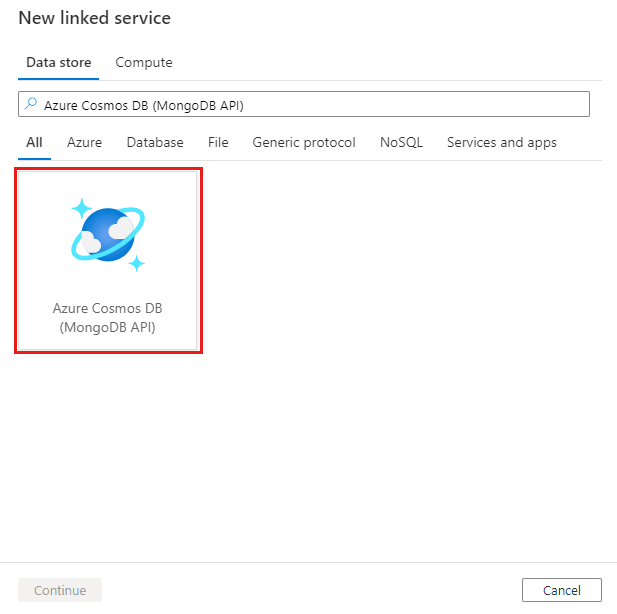 New linked service
Data store Compute
Azure Cosmos DB (MongoDB API)
All Azure Database File Generic protocol NoSQL Services and apps
Azure Cosmos DB
(MongoDB API)
Continue Cancel